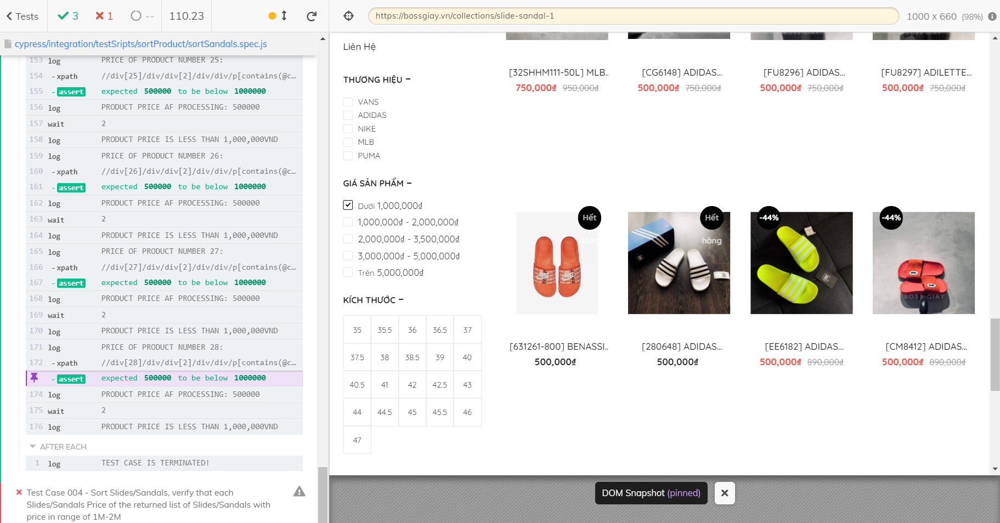 Tests
3
1
--
110.23
https://bossgiay.vn/collections/slide-sandal-1
1000 x 660 (98%)
cypress/integration/testSripts/sortProduct/sortSandals.spec.js
153 log PRICE OF PRODUCT NUMBER 25:
154 -xpath //div[25]/div/div[2]/div/div/p[contains(@c…
155 -assert expected 500000 to be below 1000000
156 log PRODUCT PRICE AF PROCESSING: 500000
157 wait 2
158 log PRODUCT PRICE IS LESS THAN 1,000,000VND
159 log PRICE OF PRODUCT NUMBER 26:
160 -xpath //div[26]/div/div[2]/div/div/p[contains(@c…
161 -assert expected 500000 to be below 1000000
162 log PRODUCT PRICE AF PROCESSING: 500000
163 wait 2
164 log PRODUCT PRICE IS LESS THAN 1,000,000VND
165 log PRICE OF PRODUCT NUMBER 27:
166 -xpath //div[27]/div/div[2]/div/div/p[contains(@c…
167 -assert expected 500000 to be below 1000000
168 log PRODUCT PRICE AF PROCESSING: 500000
169 wait 2
170 log PRODUCT PRICE IS LESS THAN 1,000,000VND
171 log PRICE OF PRODUCT NUMBER 28:
172 -xpath //div[28]/div/div[2]/div/div/p[contains(@c…
-assert expected 500000 to be below 1000000
174 log PRODUCT PRICE AF PROCESSING: 500000
175 wait 2
176 log PRODUCT PRICE IS LESS THAN 1,000,000VND
AFTER EACH
1 log TEST CASE IS TERMINATED!
Test Case 004 - Sort Slides/Sandals, verify that each
Slides/Sandals Price of the returned list of Slides/Sandals with
price in range of 1M-2M
Liên Hệ
THƯƠNG HIỆU −
VANS
ADIDAS
NIKE
MLB
PUMA
GIÁ SẢN PHẨM −
Dưới 1,000,000₫
1,000,000₫ - 2,000,000₫
2,000,000₫ - 3,500,000₫
3,000,000₫ - 5,000,000₫
Trên 5,000,000₫
KÍCH THƯỚC −
35 35.5 36 36.5 37
37.5 38 38.5 39 40
40.5 41 42 42.5 43
44 44.5 45 45.5 46
47
[32SHHM111-50L] MLB..
750,000₫ 950,000₫
[CG6148] ADIDAS...
500,000₫ 750,000₫
[FU8296] ADIDAS...
500,000₫ 750,000₫
[FU8297] ADILETTE...
500,000₫ 750,000₫
Hết
hàng
[631261-800] BENASSI..
500,000₫
Hết
hàng
[280648] ADIDAS...
500,000₫
-44%
[EE6182] ADIDAS...
500,000₫ 890,000₫
-44%
BOSS GIÀY
[CM8412] ADIDAS...
500,000₫ 890,000₫
DOM Snapshot (pinned)